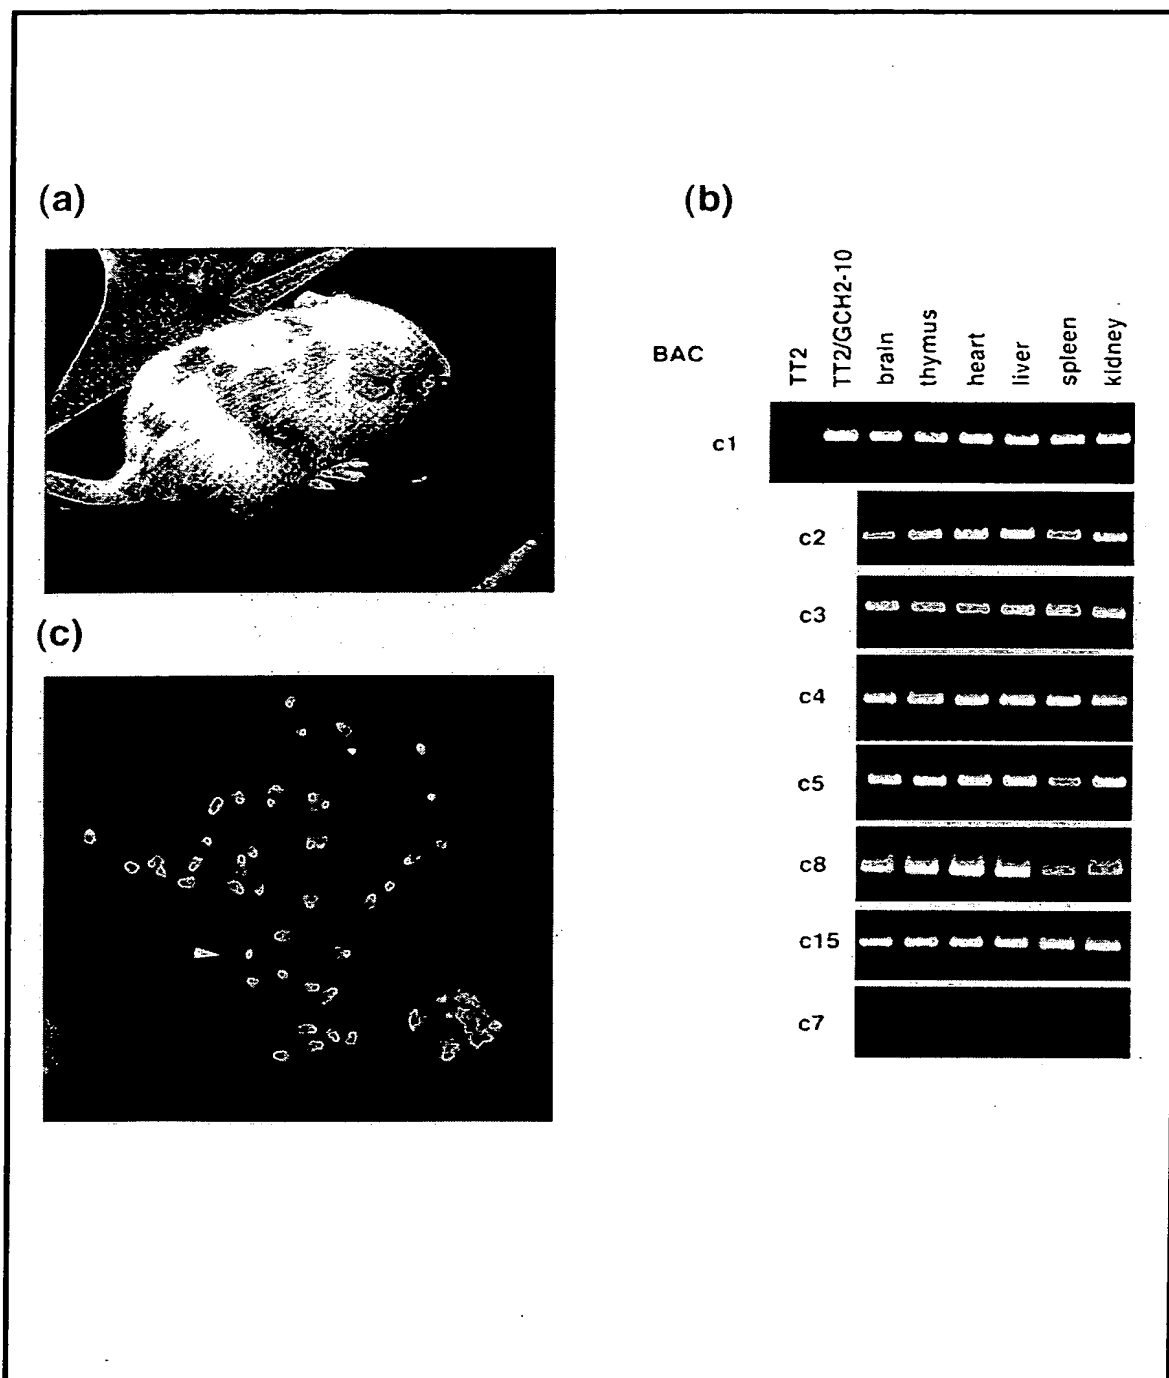 (a)
(b)
BAC
TT2
TT2/GCH2-10
brain
thymus
heart
liver
spleen
kidney
c1
c2
c3
c4
c5
c8
c15
c7
(c)